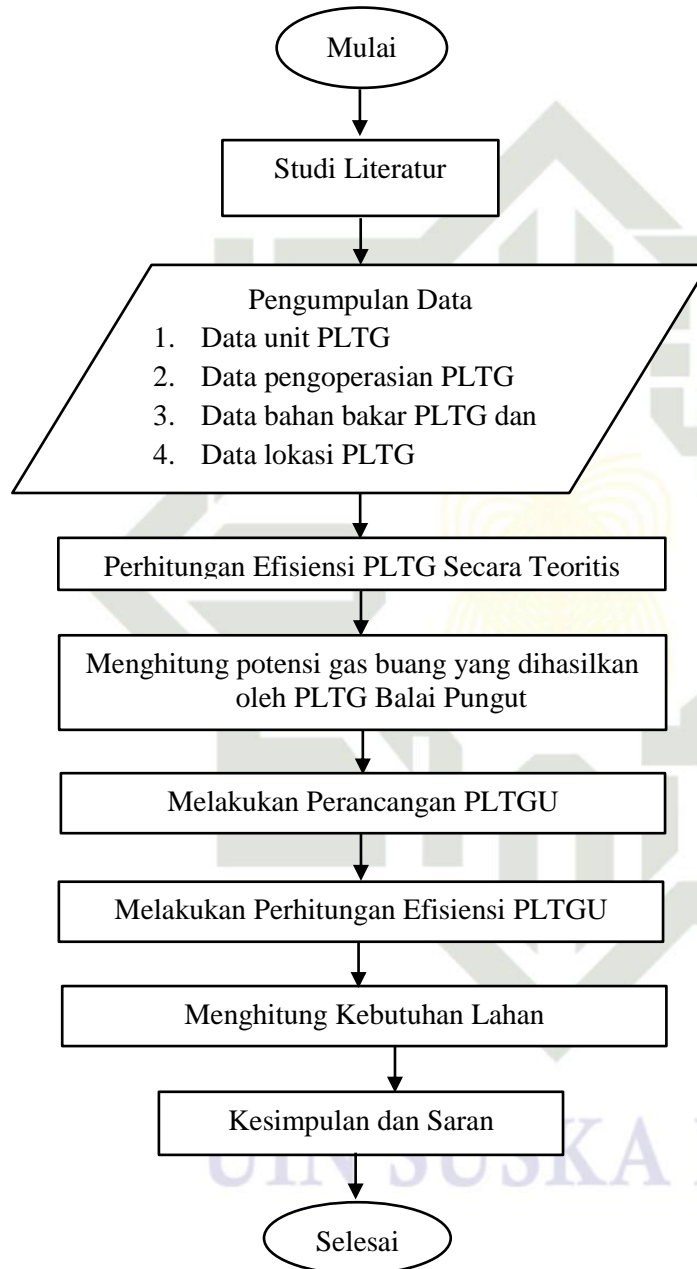 Mulai
Studi Literatur
Pengumpulan Data
1. Data unit PLTG
2. Data pengoperasian PLTG
3. Data bahan bakar PLTG dan
4. Data lokasi PLTG
Perhitungan Efisiensi PLTG Secara Teoritis
Menghitung potensi gas buang yang dihasilkan
oleh PLTG Balai Pungut
Melakukan Perancangan PLTGU
Melakukan Perhitungan Efisiensi PLTGU
Menghitung Kebutuhan Lahan
Kesimpulan dan Saran
UIN SUSKA
Selesai